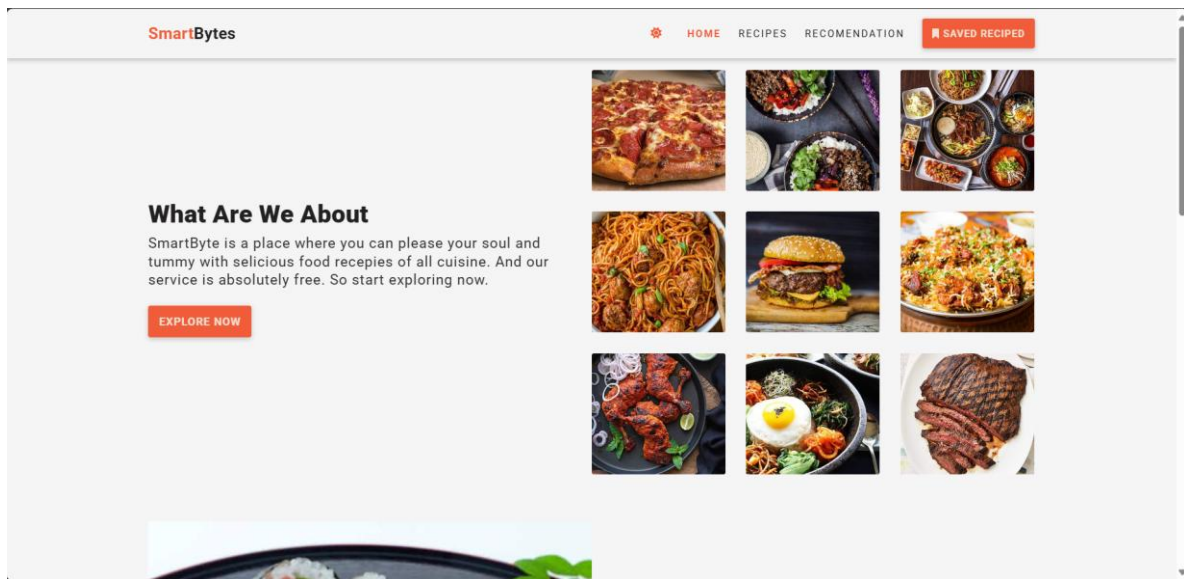 SmartBytes
HOME RECIPES RECOMENDATION SAVED RECIPED
What Are We About
SmartByte is a place where you can please your soul and
tummy with selicious food recepies of all cuisine. And our
service is absolutely free. So start exploring now.
EXPLORE NOW